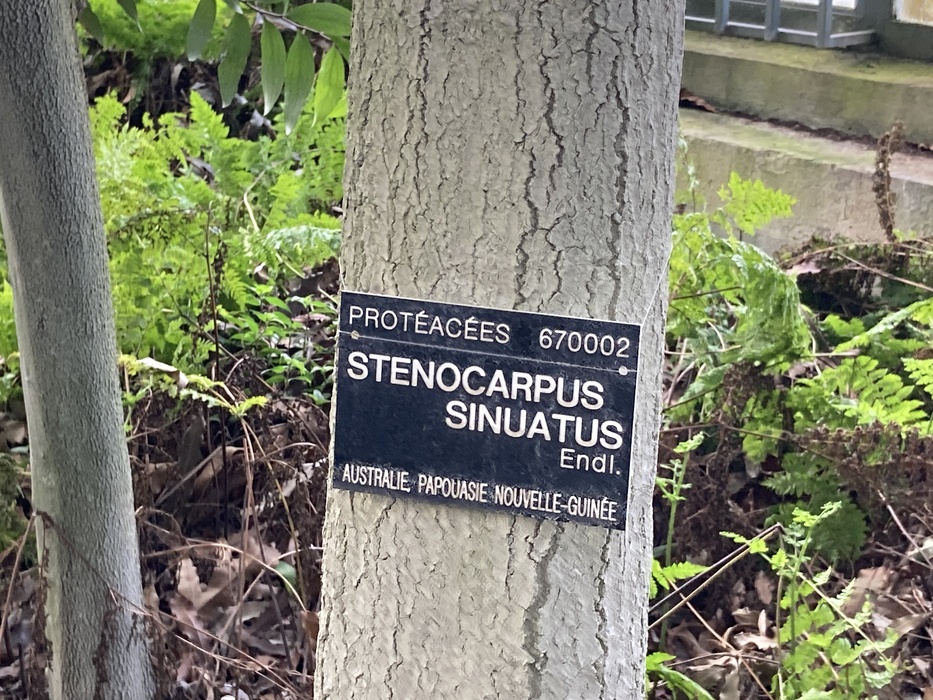 PROTÉACÉES 670002
STENOCARPUS
SINUATUS
Endl.
AUSTRALIE, PAPOUASIE NOUVELLE-GUINÉE